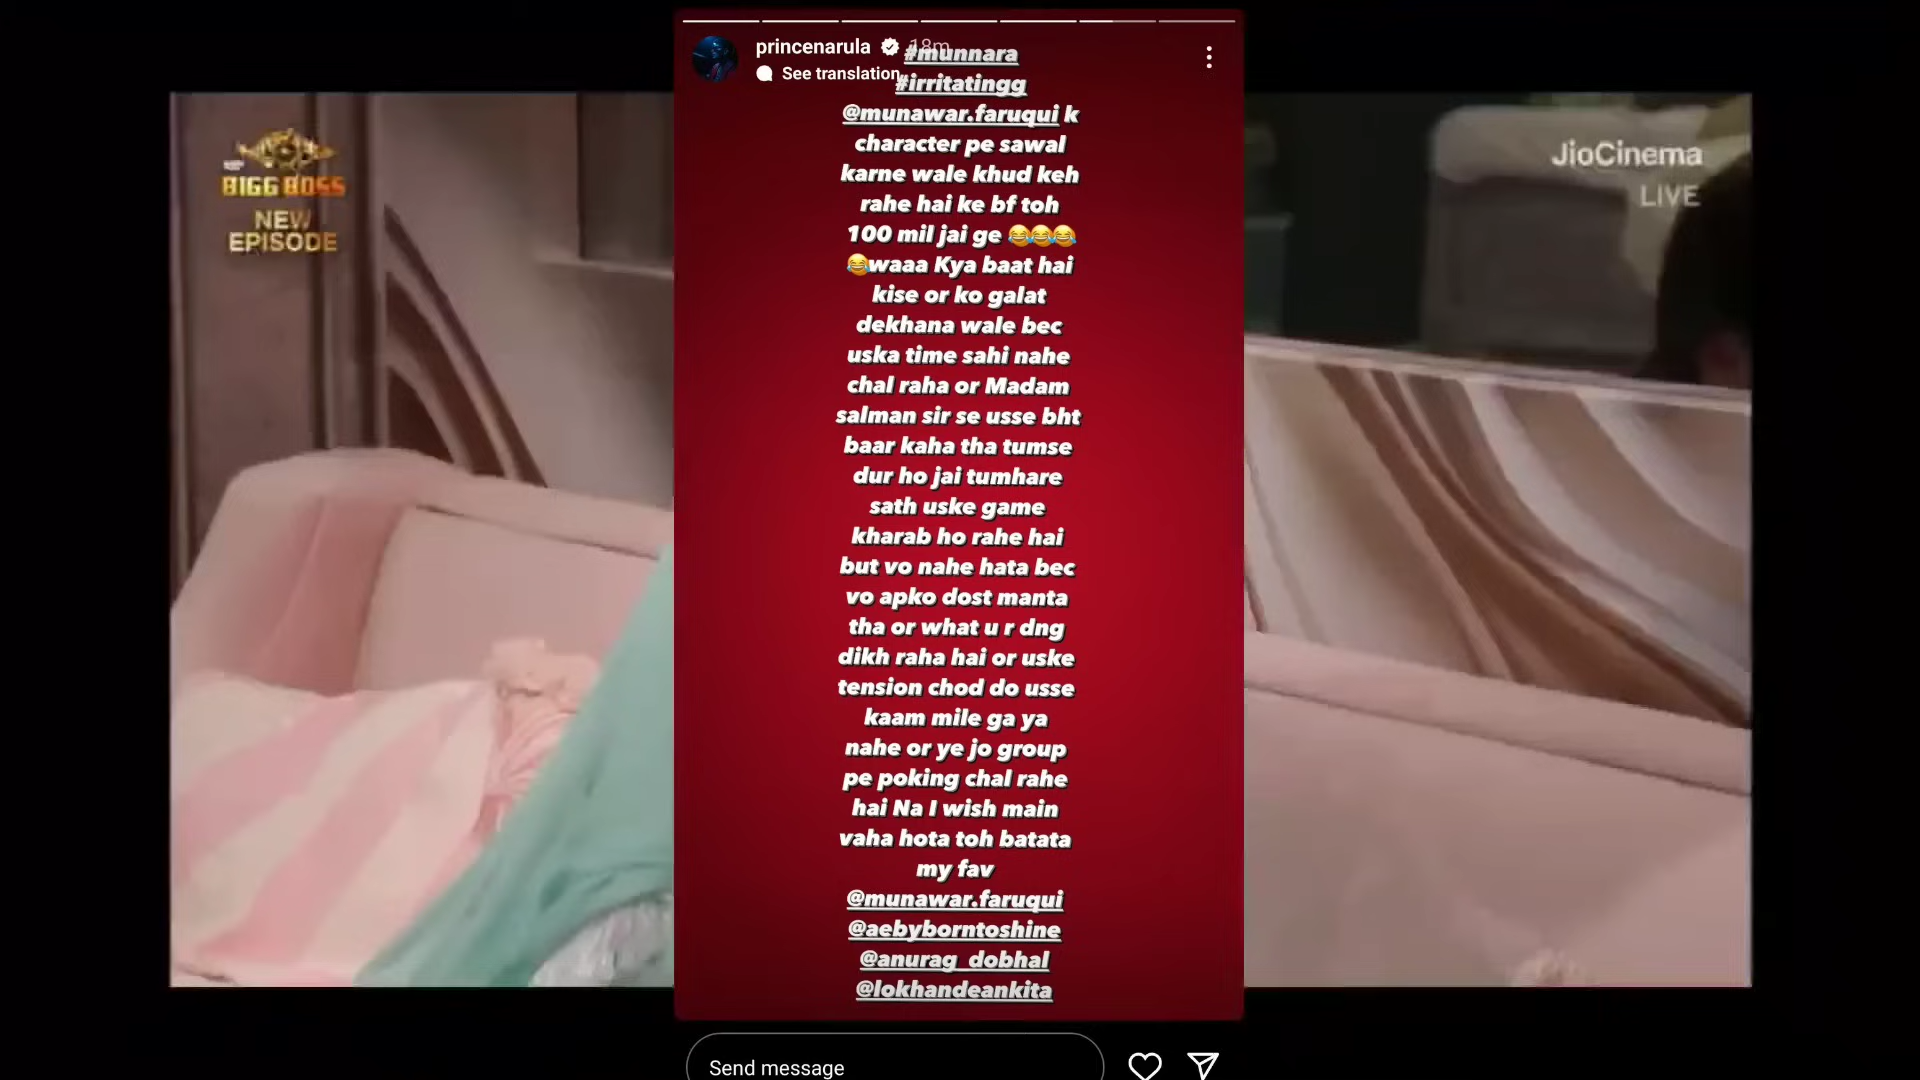 princenarula 18m
See translation
#munnara
#irritatingg
@munawar.faruqui k
character pe sawal
karne wale khud keh
rahe hai ke bf toh
100 mil jai ge 😂😂😂
😂waaa Kya baat hai
kise or ko galat
dekhana wale bec
uska time sahi nahe
chal raha or Madam
salman sir se usse bht
baar kaha tha tumse
dur ho jai tumhare
sath uske game
kharab ho rahe hai
but vo nahe hata bec
vo apko dost manta
tha or what u r dng
dikh raha hai or uske
tension chod do usse
kaam mile ga ya
nahe or ye jo group
pe poking chal rahe
hai Na I wish main
vaha hota toh batata
my fav
@munawar.faruqui
@aebyborntoshine
@anurag_dobhal
@lokhandeankita
Send message
BIGG BOSS
NEW
EPISODE
JioCinema
LIVE